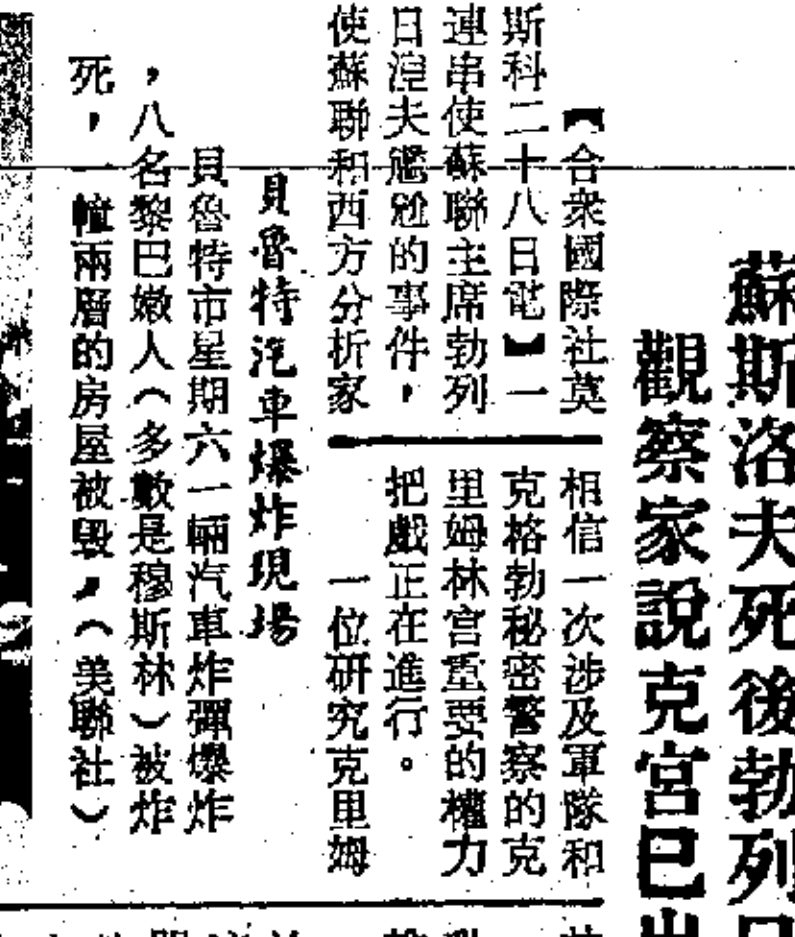 蘇斯洛夫死後勃列日
觀察家說克宮已出
【合衆國際社莫
斯科二十八日電】一
連串使蘇聯主席勃列
日湼夫尷尬的事件，
使蘇聯和西方分折家
相信一次涉及軍隊和
克格勃秘密警察的克
里姆林宮重要的權力
把戲正在進行。
一位研究克里姆
貝魯特汽車爆炸現場
貝魯特市星期六一輛汽車炸彈爆炸
，八名黎巴嫩人（多數是穆斯林）被炸
死，一幢兩層的房屋被毀，（美聯社）